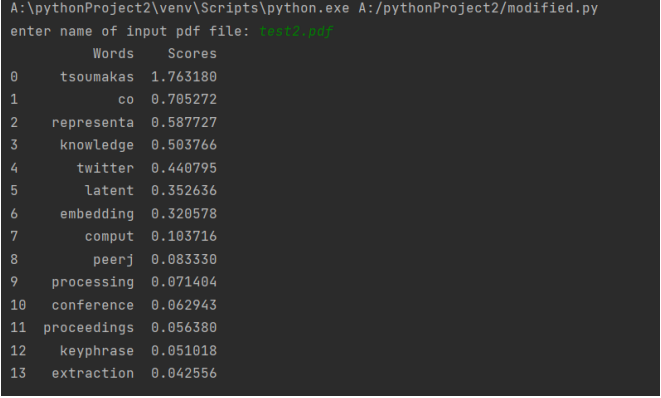 A:\pythonProject2\venv\Scripts\python.exe A:/pythonProject2/modified.py
enter name of input pdf file: test2.pdf
Words Scores
0 tsoumakas 1.763180
1 co 0.705272
2 representa 0.587727
3 knowledge 0.503766
4 twitter 0.440795
5 latent 0.352636
6 embedding 0.320578
7 comput 0.103716
8 peerj 0.083330
9 processing 0.071404
10 conference 0.062943
11 proceedings 0.056380
12 keyphrase 0.051018
13 extraction 0.042556